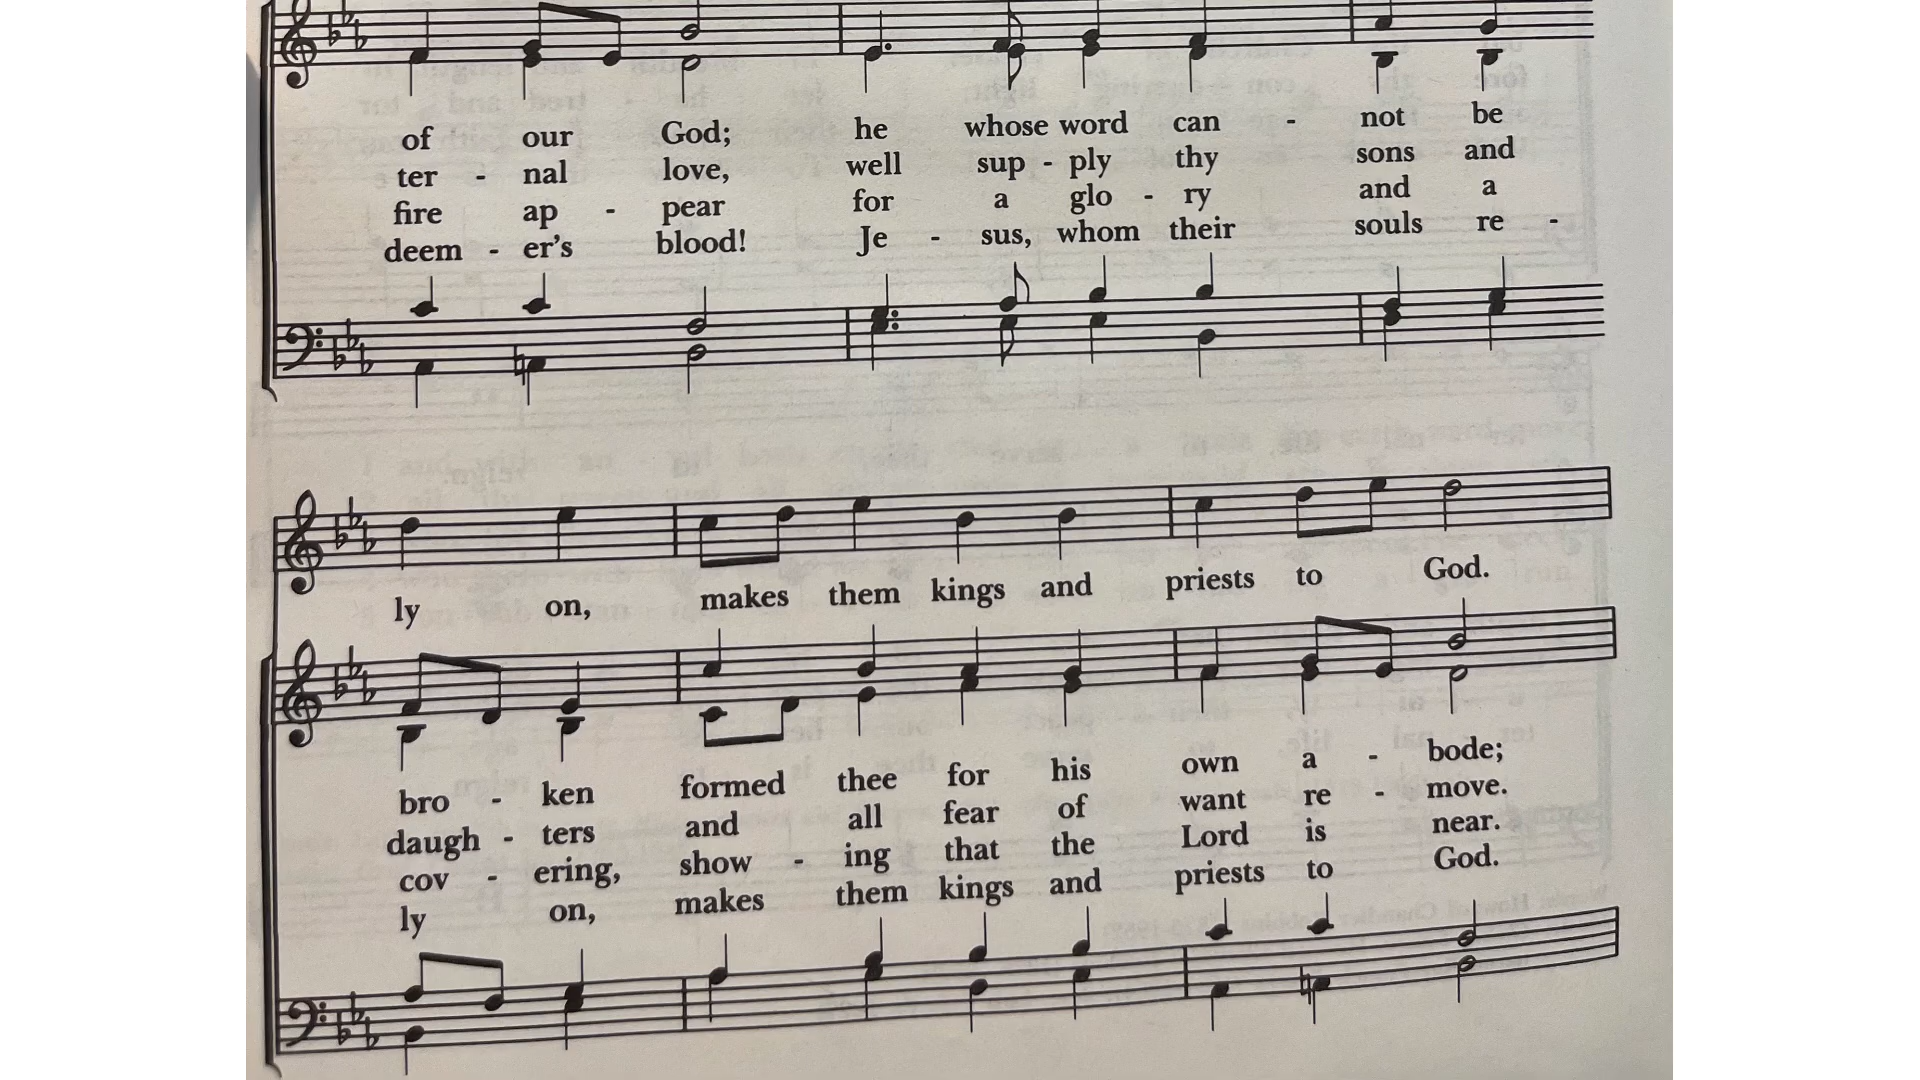 of our God; he whose word can - not be
ter - nal love, well sup - ply thy sons and
fire ap - pear for a glo - ry and a
deem - er's blood! Je - sus, whom their souls re -
ly on, makes them kings and priests to God.
bro - ken formed thee for his own a - bode;
daugh - ters and all fear of want re - move.
cov - ering, show - ing that the Lord is near.
ly on, makes them kings and priests to God.